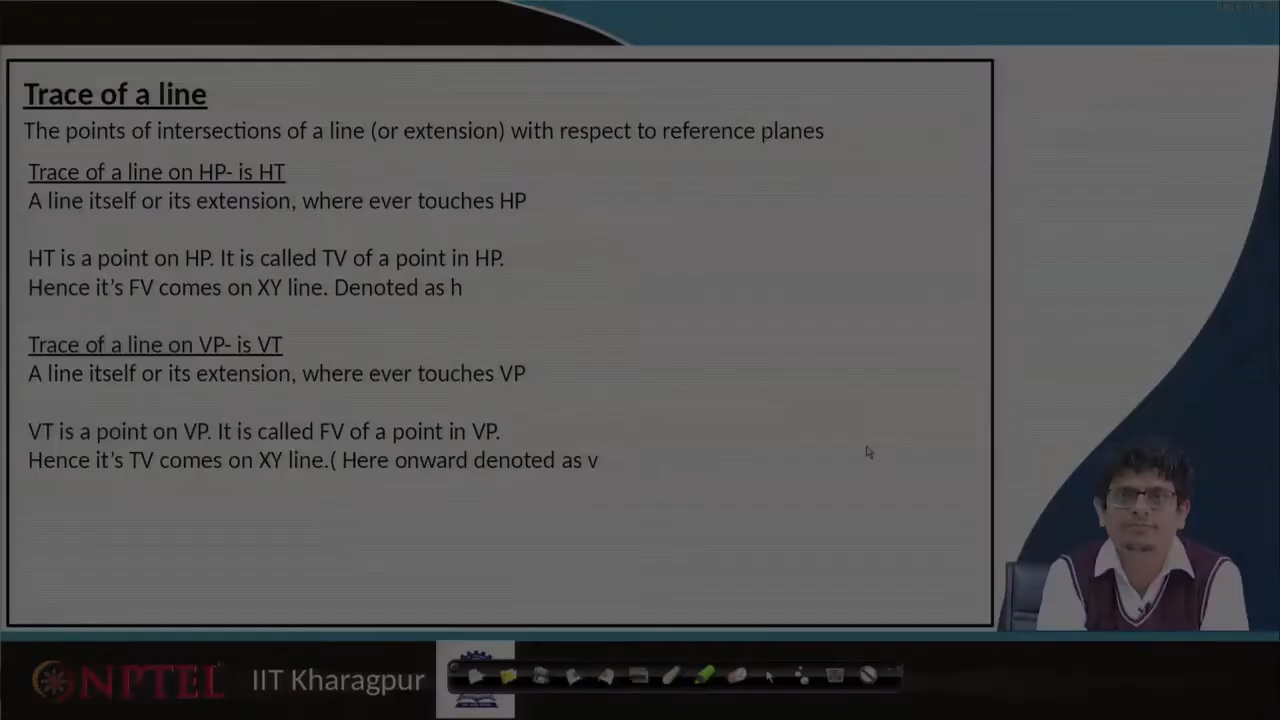 Trace of a line
The points of intersections of a line (or extension) with respect to reference planes
Trace of a line on HP- is HT
A line itself or its extension, where ever touches HP
HT is a point on HP. It is called TV of a point in HP.
Hence it's FV comes on XY line. Denoted as h
Trace of a line on VP- is VT
A line itself or its extension, where ever touches VP
VT is a point on VP. It is called FV of a point in VP.
Hence it's TV comes on XY line.( Here onward denoted as v
NPTEL IIT Kharagpur